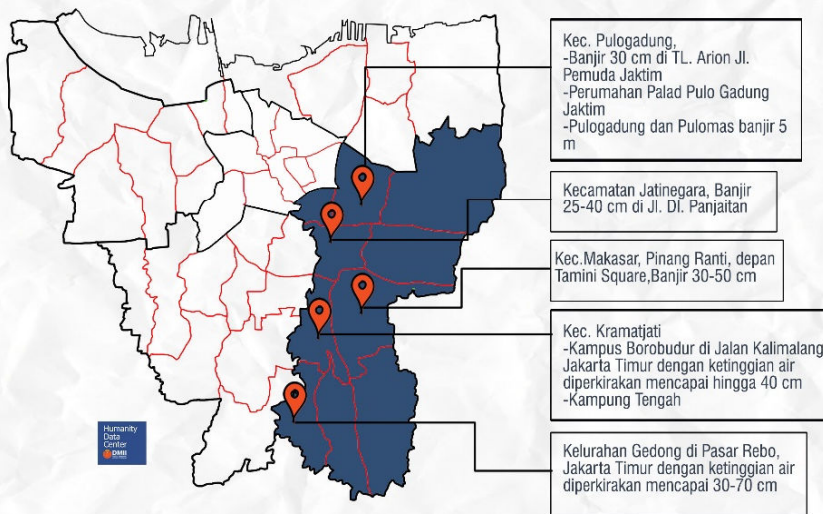 Kec. Pulogadung,
-Banjir 30 cm di TL. Arion Jl.
Pemuda Jaktim
-Perumahan Palad Pulo Gadung
Jaktim
-Pulogadung dan Pulomas banjir 5
m
Kecamatan Jatinegara, Banjir
25-40 cm di Jl. DI. Panjaitan
Kec.Makasar, Pinang Ranti, depan
Tamini Square,Banjir 30-50 cm
Kec. Kramatjati
-Kampus Borobudur di Jalan Kalimalang
Jakarta Timur dengan ketinggian air
diperkirakan mencapai hingga 40 cm
-Kampung Tengah
Kelurahan Gedong di Pasar Rebo,
Jakarta Timur dengan ketinggian air
diperkirakan mencapai 30-70 cm
Humanity
Data
Center
DMII